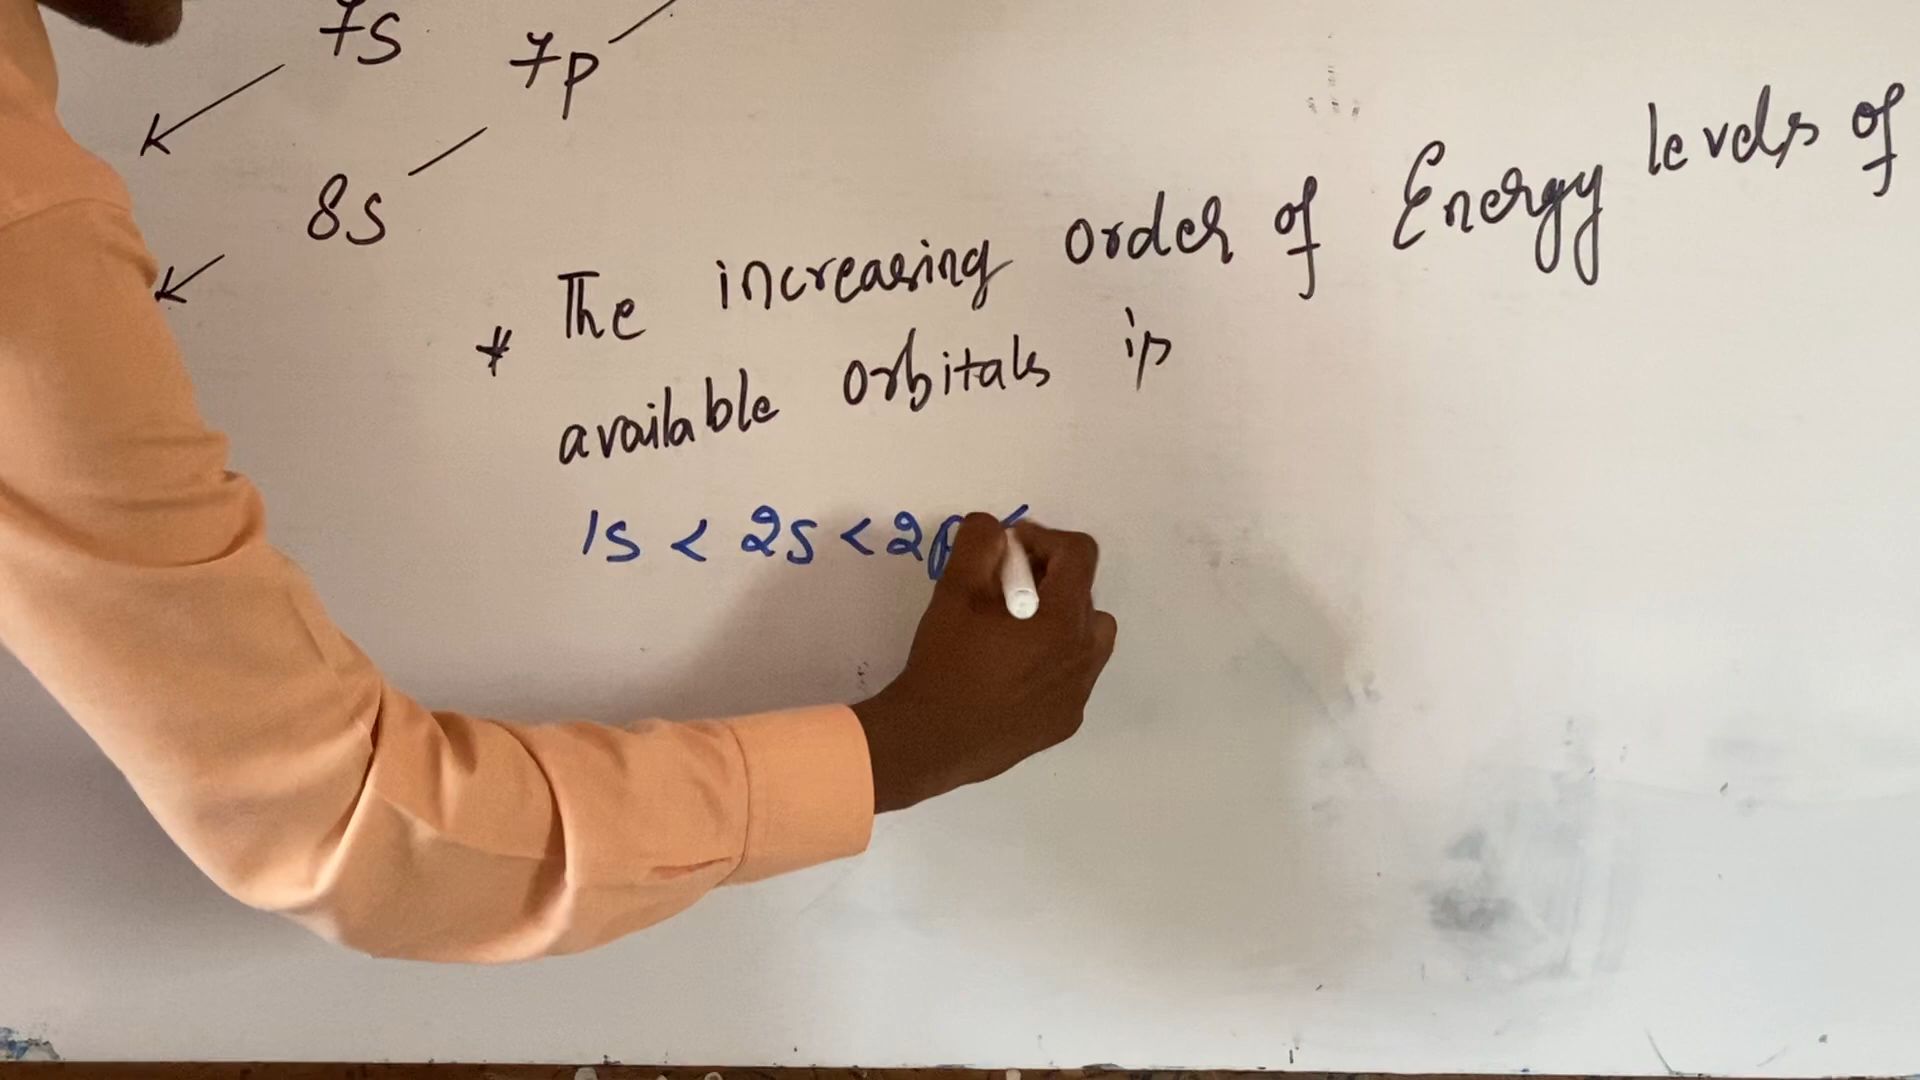 7s 7p
8s
* The increasing order of Energy levels of
available orbitals is
1s < 2s < 2p <